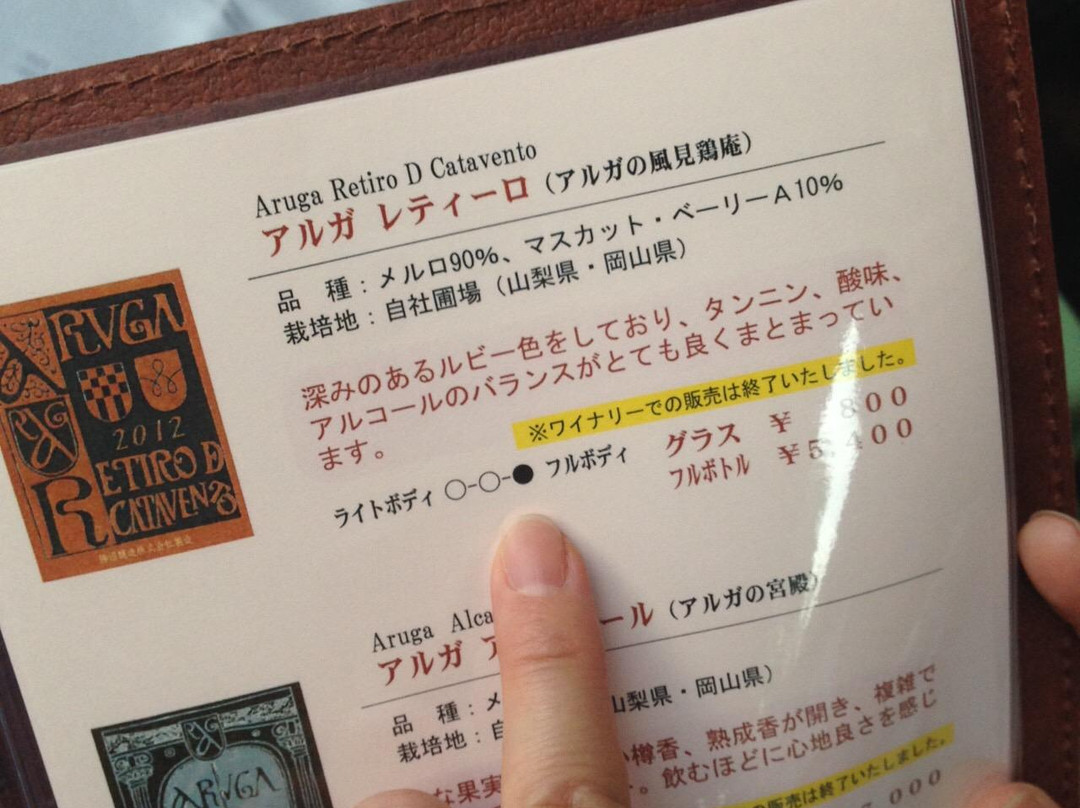 Aruga Retiro D Catavento
アルガ レティーロ（アルガの風見鶏庵）
品 種：メルロ90%、マスカット・ベーリーA10%
栽培地：自社圃場（山梨県・岡山県）
深みのあるルビー色をしており、タンニン、酸味、
アルコールのバランスがとても良くまとまってい
ます。
※ワイナリーでの販売は終了いたしました。
ライトボディ ○-○-● フルボディ
グラス ￥ 800
フルボトル ￥5,400
ARUGA
2012
RETIRO D
CATAVENTO
Aruga Alca
アルガ ア ール（アルガの宮殿）
品 種：メ 山梨県・岡山県）
栽培地：自
樽香、熟成香が開き、複雑で
な果実 。飲むほどに心地良さを感じ
の販売は終了いたしました。
000
ARUGA